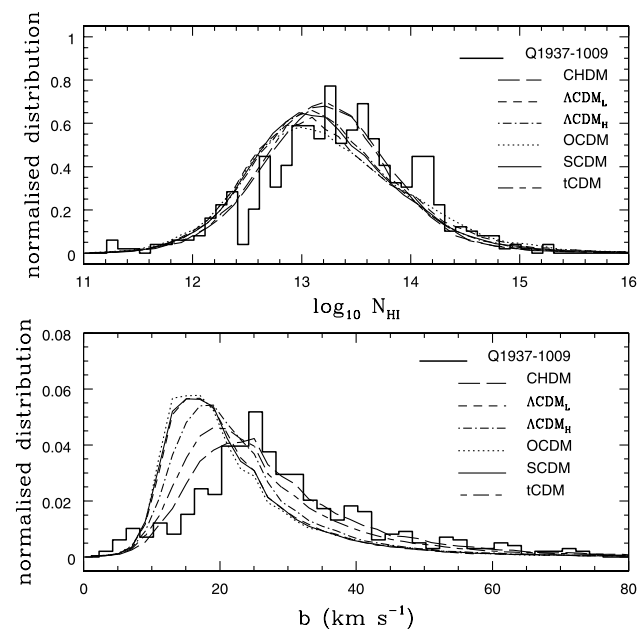 normalised distribution
1
0.8
0.6
0.4
0.2
0
Q1937-1009
CHDM
ΛCDM_L
ΛCDM_H
OCDM
SCDM
tCDM
11 12 13 14 15 16
log₁₀ N_HI
normalised distribution
0.08
0.06
0.04
0.02
0
Q1937-1009
CHDM
ΛCDM_L
ΛCDM_H
OCDM
SCDM
tCDM
0 20 40 60 80
b (km s⁻¹)